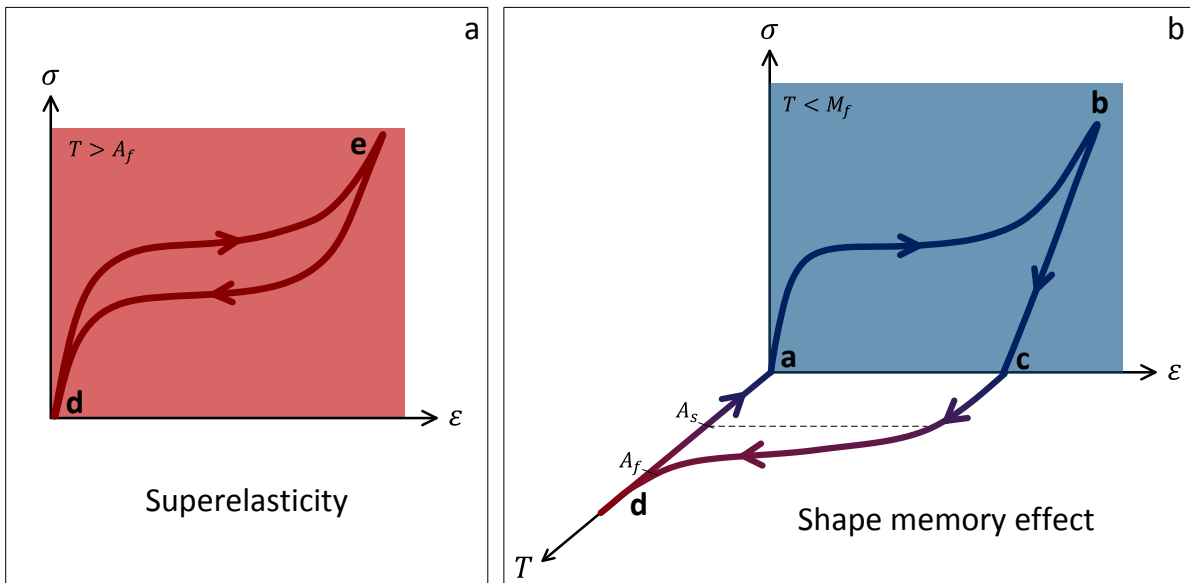 a
σ
T > A_f
e
d
ε
Superelasticity
b
σ
T < M_f
b
a
c
ε
A_s
A_f
d
T
Shape memory effect